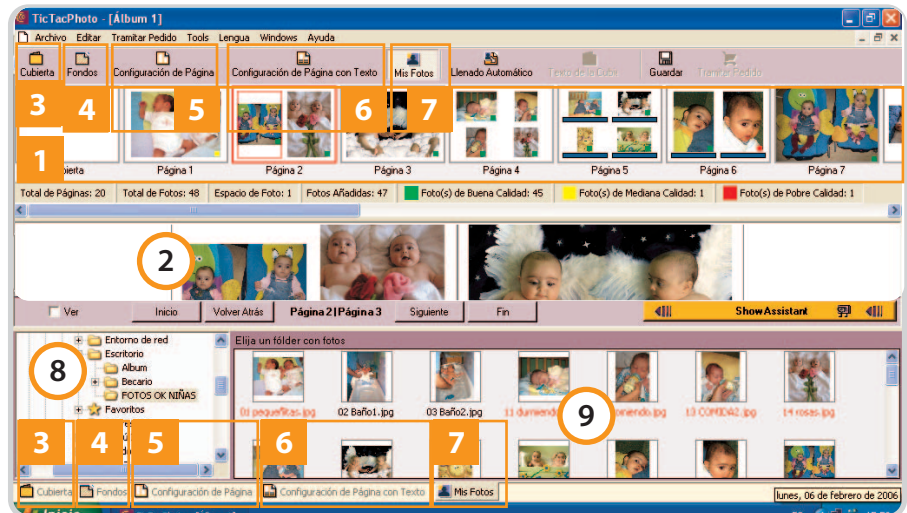 TicTacPhoto - [Álbum 1]
Archivo Editar Tramitar Pedido Tools Lengua Windows Ayuda
Cubierta Fondos Configuración de Página Configuración de Página con Texto Mis Fotos Llenado Automático Texto de la Cubi Guardar Tramitar Pedido
3 4 5 6 7
1
bierta Página 1 Página 2 Página 3 Página 4 Página 5 Página 6 Página 7
Total de Páginas: 20 Total de Fotos: 48 Espacio de Foto: 1 Fotos Añadidas: 47 Foto(s) de Buena Calidad: 45 Foto(s) de Mediana Calidad: 1 Foto(s) de Pobre Calidad: 1
2
Ver Inicio Volver Atrás Página 2|Página 3 Siguiente Fin Show Assistant
Entorno de red
Escritorio
Album
Becario
FOTOS OK NIÑAS
Favoritos
8
Elija un fólder con fotos
01 pequeñitas.jpg 02 Baño1.jpg 03 Baño2.jpg 11 durmiendo 13 COMIDA2.jpg 14 rosas.jpg
9
3 4 5 6 7
Cubierta Fondos Configuración de Página Configuración de Página con Texto Mis Fotos
lunes, 06 de febrero de 2006